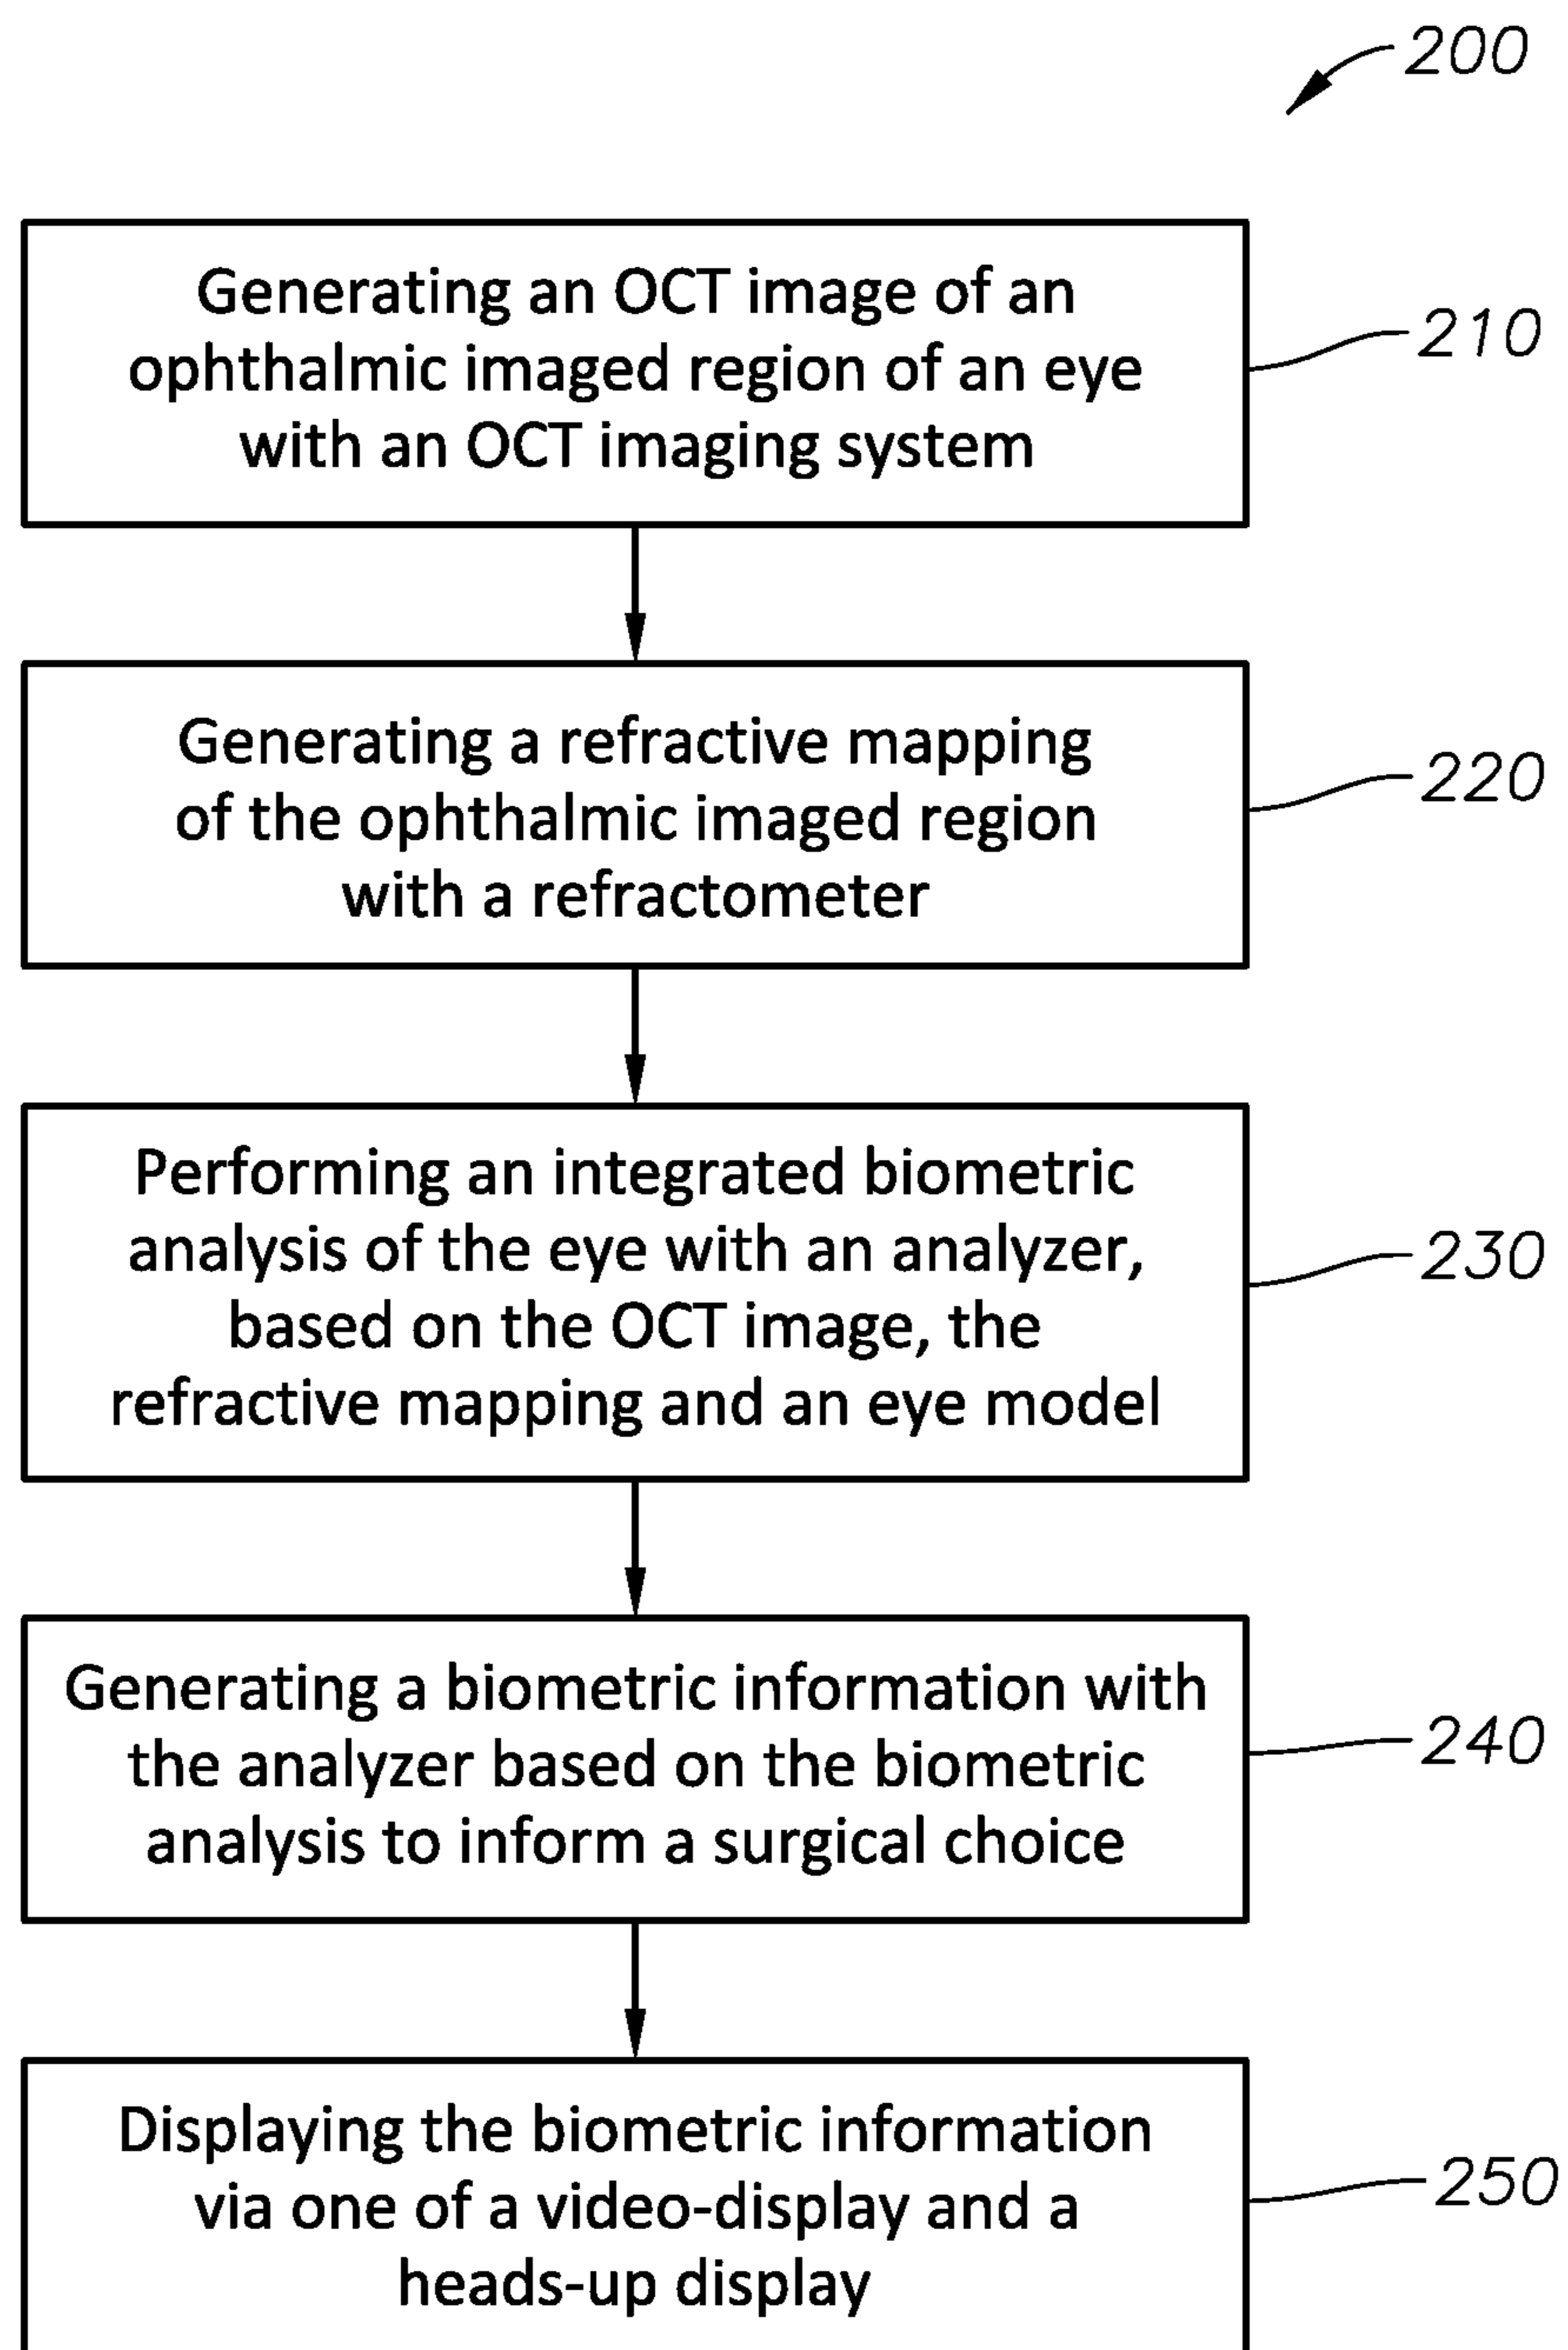 200
Generating an OCT image of an
ophthalmic imaged region of an eye
with an OCT imaging system
210
Generating a refractive mapping
of the ophthalmic imaged region
with a refractometer
220
Performing an integrated biometric
analysis of the eye with an analyzer,
based on the OCT image, the
refractive mapping and an eye model
230
Generating a biometric information with
the analyzer based on the biometric
analysis to inform a surgical choice
240
Displaying the biometric information
via one of a video-display and a
heads-up display
250